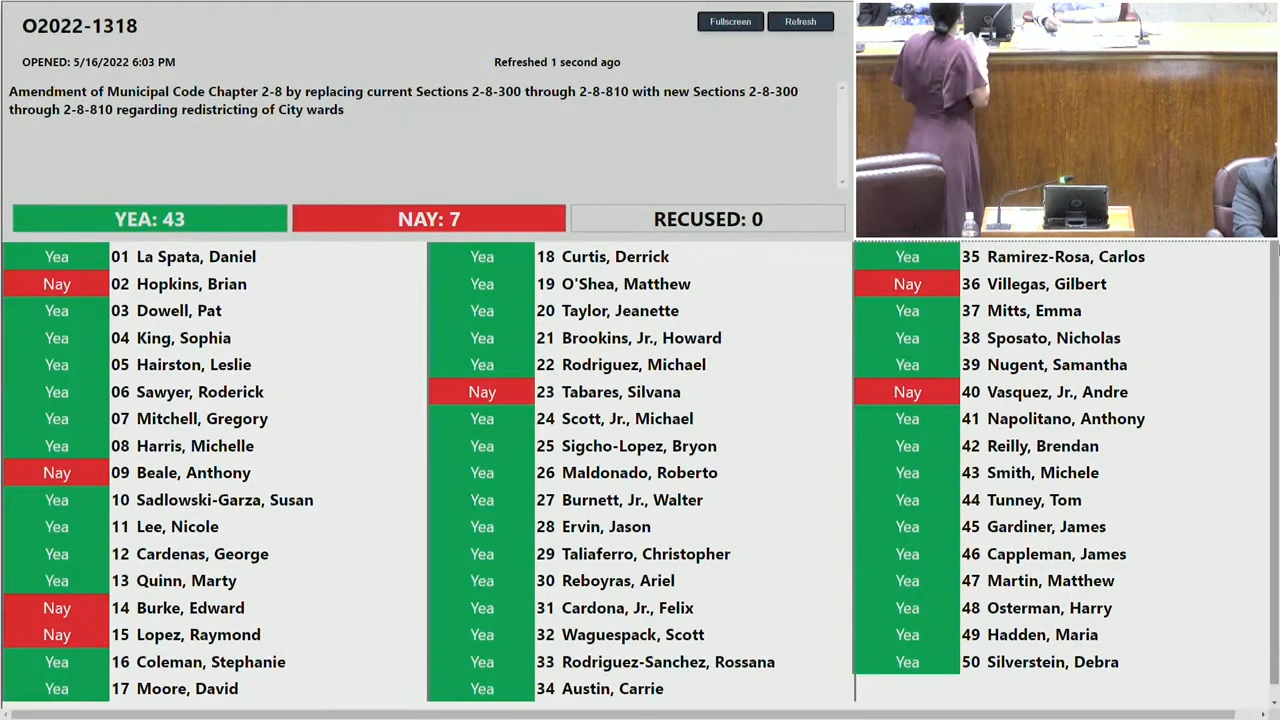 O2022-1318
Fullscreen
Refresh
OPENED: 5/16/2022 6:03 PM
Refreshed 1 second ago
Amendment of Municipal Code Chapter 2-8 by replacing current Sections 2-8-300 through 2-8-810 with new Sections 2-8-300
through 2-8-810 regarding redistricting of City wards
YEA: 43
NAY: 7
RECUSED: 0
Yea 01 La Spata, Daniel
Nay 02 Hopkins, Brian
Yea 03 Dowell, Pat
Yea 04 King, Sophia
Yea 05 Hairston, Leslie
Yea 06 Sawyer, Roderick
Yea 07 Mitchell, Gregory
Yea 08 Harris, Michelle
Nay 09 Beale, Anthony
Yea 10 Sadlowski-Garza, Susan
Yea 11 Lee, Nicole
Yea 12 Cardenas, George
Yea 13 Quinn, Marty
Nay 14 Burke, Edward
Nay 15 Lopez, Raymond
Yea 16 Coleman, Stephanie
Yea 17 Moore, David
Yea 18 Curtis, Derrick
Yea 19 O'Shea, Matthew
Yea 20 Taylor, Jeanette
Yea 21 Brookins, Jr., Howard
Yea 22 Rodriguez, Michael
Nay 23 Tabares, Silvana
Yea 24 Scott, Jr., Michael
Yea 25 Sigcho-Lopez, Bryon
Yea 26 Maldonado, Roberto
Yea 27 Burnett, Jr., Walter
Yea 28 Ervin, Jason
Yea 29 Taliaferro, Christopher
Yea 30 Reboyras, Ariel
Yea 31 Cardona, Jr., Felix
Yea 32 Waguespack, Scott
Yea 33 Rodriguez-Sanchez, Rossana
Yea 34 Austin, Carrie
Yea 35 Ramirez-Rosa, Carlos
Nay 36 Villegas, Gilbert
Yea 37 Mitts, Emma
Yea 38 Sposato, Nicholas
Yea 39 Nugent, Samantha
Nay 40 Vasquez, Jr., Andre
Yea 41 Napolitano, Anthony
Yea 42 Reilly, Brendan
Yea 43 Smith, Michele
Yea 44 Tunney, Tom
Yea 45 Gardiner, James
Yea 46 Cappleman, James
Yea 47 Martin, Matthew
Yea 48 Osterman, Harry
Yea 49 Hadden, Maria
Yea 50 Silverstein, Debra